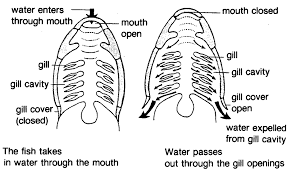 water enters
through mouth
mouth
open
gill
gill cavity
gill cover
(closed)
The fish takes
in water through the mouth
mouth closed
gill
gill cavity
gill cover
open
water expelled
from gill cavity
Water passes
out through the gill openings